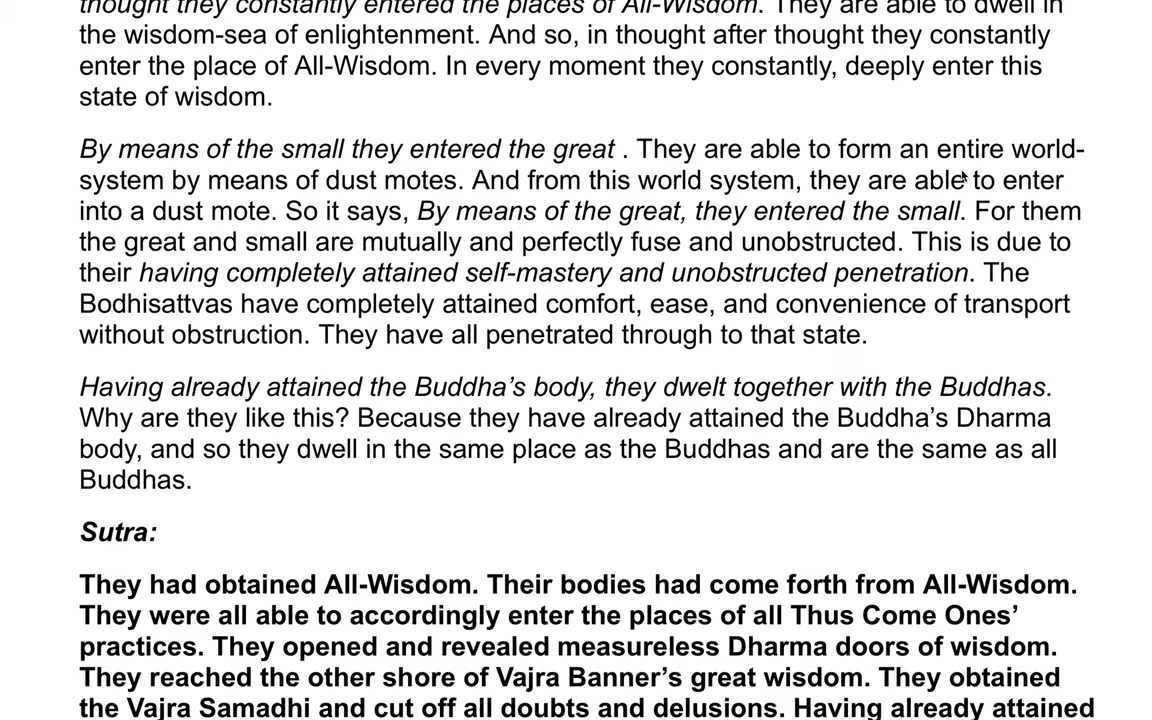 thought they constantly entered the places of All-Wisdom. They are able to dwell in
the wisdom-sea of enlightenment. And so, in thought after thought they constantly
enter the place of All-Wisdom. In every moment they constantly, deeply enter this
state of wisdom.
By means of the small they entered the great . They are able to form an entire world-
system by means of dust motes. And from this world system, they are able to enter
into a dust mote. So it says, By means of the great, they entered the small. For them
the great and small are mutually and perfectly fuse and unobstructed. This is due to
their having completely attained self-mastery and unobstructed penetration. The
Bodhisattvas have completely attained comfort, ease, and convenience of transport
without obstruction. They have all penetrated through to that state.
Having already attained the Buddha’s body, they dwelt together with the Buddhas.
Why are they like this? Because they have already attained the Buddha’s Dharma
body, and so they dwell in the same place as the Buddhas and are the same as all
Buddhas.
Sutra:
They had obtained All-Wisdom. Their bodies had come forth from All-Wisdom.
They were all able to accordingly enter the places of all Thus Come Ones’
practices. They opened and revealed measureless Dharma doors of wisdom.
They reached the other shore of Vajra Banner’s great wisdom. They obtained
the Vajra Samadhi and cut off all doubts and delusions. Having already attained